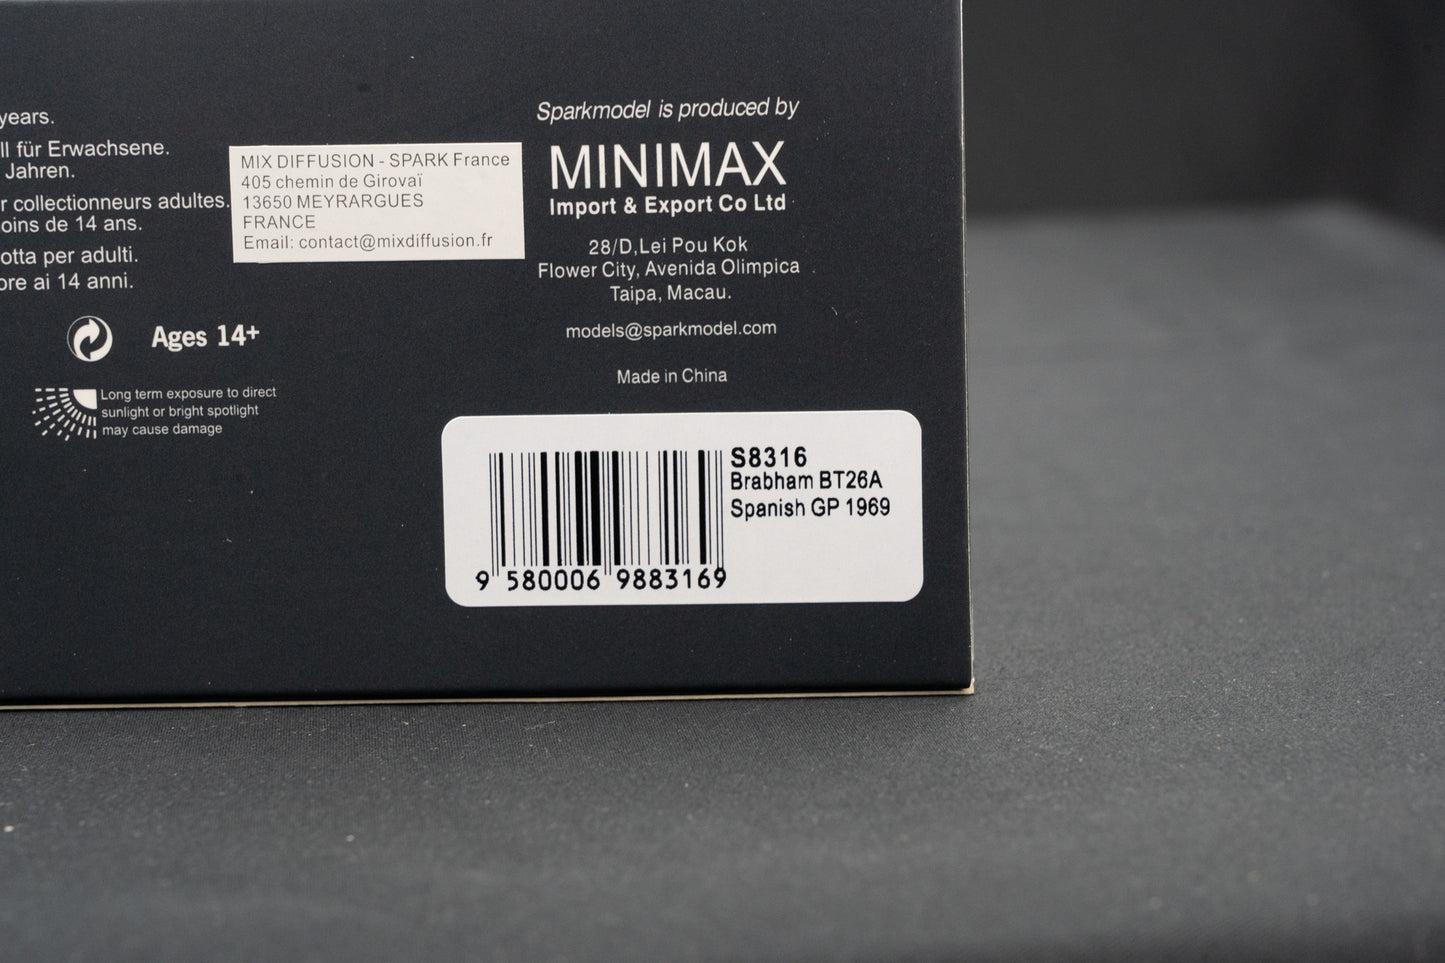 years.
ll für Erwachsene.
Jahren.
r collectionneurs adultes.
oins de 14 ans.
otta per adulti.
ore ai 14 anni.
Ages 14+
Long term exposure to direct
sunlight or bright spotlight
may cause damage
MIX DIFFUSION - SPARK France
405 chemin de Girovaï
13650 MEYRARGUES
FRANCE
Email: contact@mixdiffusion.fr
Sparkmodel is produced by
MINIMAX
Import & Export Co Ltd
28/D,Lei Pou Kok
Flower City, Avenida Olimpica
Taipa, Macau.
models@sparkmodel.com
Made in China
S8316
Brabham BT26A
Spanish GP 1969
9 580006 988316 9